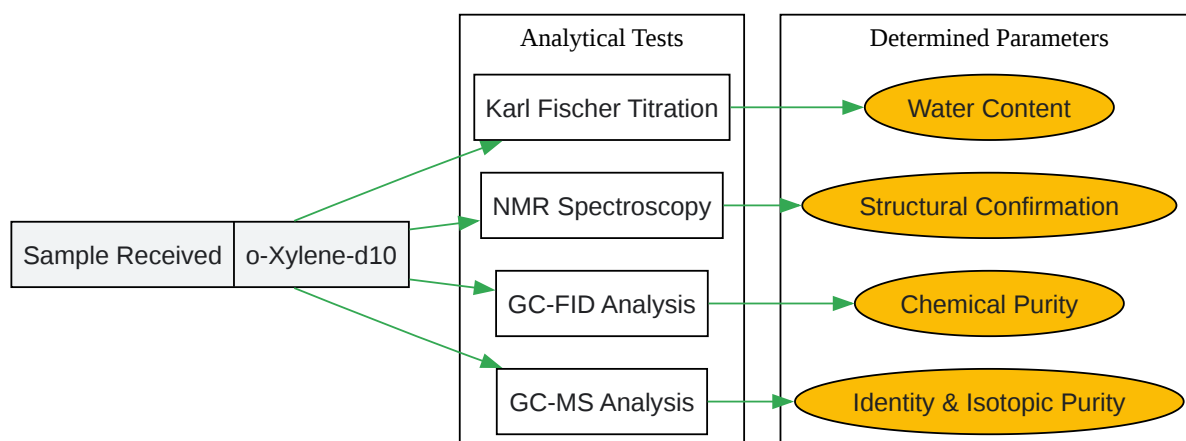 Analytical Tests
Determined Parameters
Karl Fischer Titration
Water Content
NMR Spectroscopy
Structural Confirmation
Sample Received
o-Xylene-d10
GC-FID Analysis
Chemical Purity
GC-MS Analysis
Identity & Isotopic Purity